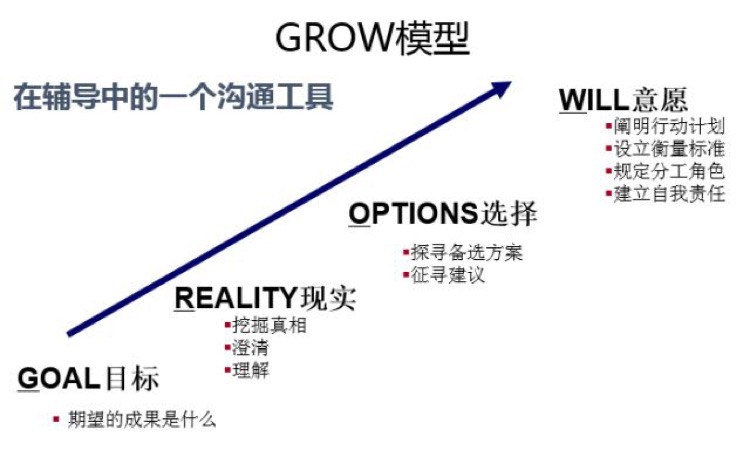 GROW模型
在辅导中的一个沟通工具
WILL意愿
▪阐明行动计划
▪设立衡量标准
▪规定分工角色
▪建立自我责任
OPTIONS选择
▪探寻备选方案
▪征寻建议
REALITY现实
▪挖掘真相
▪澄清
▪理解
GOAL目标
▪ 期望的成果是什么